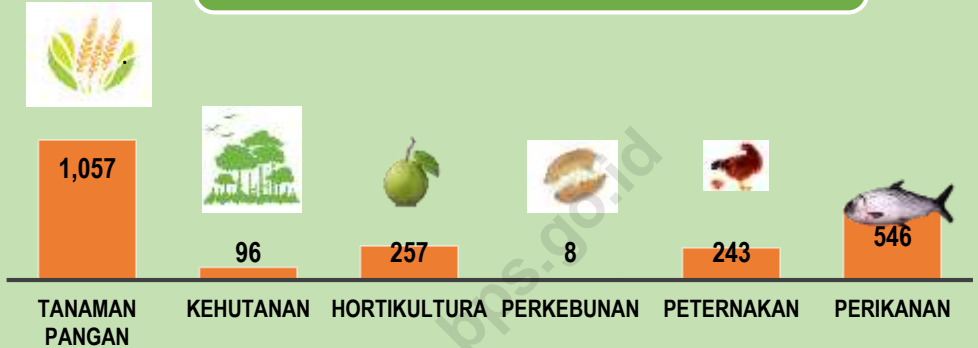 1,057
96
257
8
243
546
TANAMAN
PANGAN
KEHUTANAN
HORTIKULTURA
PERKEBUNAN
PETERNAKAN
PERIKANAN
bps.go.id